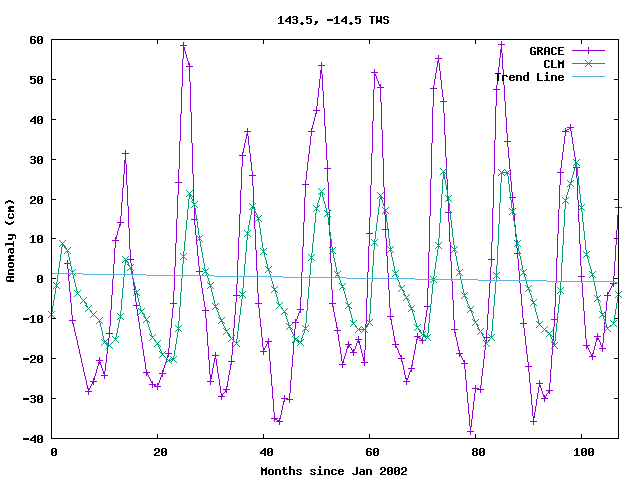 143.5, -14.5 TWS
60
50
40
30
20
10
0
-10
-20
-30
-40
Anomaly (cm)
GRACE
CLM
Trend Line
0 20 40 60 80 100
Months since Jan 2002